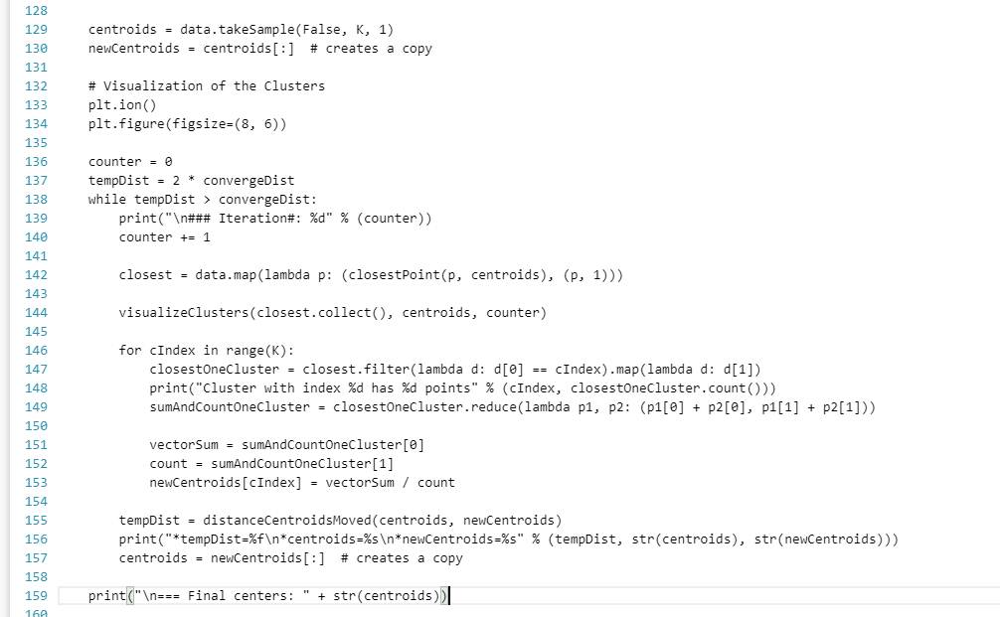 128
129 centroids = data.takeSample(False, K, 1)
130 newCentroids = centroids[:]  # creates a copy
131
132 # Visualization of the Clusters
133 plt.ion()
134 plt.figure(figsize=(8, 6))
135
136 counter = 0
137 tempDist = 2 * convergeDist
138 while tempDist > convergeDist:
139     print("\n### Iteration#: %d" % (counter))
140     counter += 1
141
142     closest = data.map(lambda p: (closestPoint(p, centroids), (p, 1)))
143
144     visualizeClusters(closest.collect(), centroids, counter)
145
146     for cIndex in range(K):
147         closestOneCluster = closest.filter(lambda d: d[0] == cIndex).map(lambda d: d[1])
148         print("Cluster with index %d has %d points" % (cIndex, closestOneCluster.count()))
149         sumAndCountOneCluster = closestOneCluster.reduce(lambda p1, p2: (p1[0] + p2[0], p1[1] + p2[1]))
150
151         vectorSum = sumAndCountOneCluster[0]
152         count = sumAndCountOneCluster[1]
153         newCentroids[cIndex] = vectorSum / count
154
155     tempDist = distanceCentroidsMoved(centroids, newCentroids)
156     print("*tempDist=%f\n*centroids=%s\n*newCentroids=%s" % (tempDist, str(centroids), str(newCentroids)))
157     centroids = newCentroids[:]  # creates a copy
158
159 print("\n=== Final centers: " + str(centroids))
160